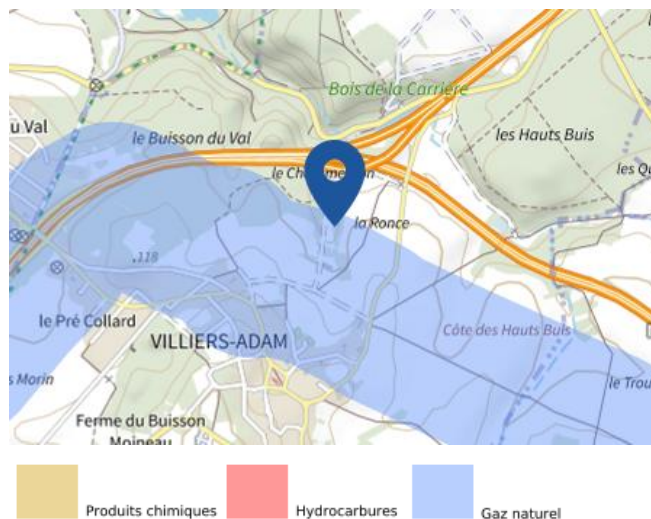 Bois de la Carrière
u Val
le Buisson du Val
les Hauts Buis
la Ronce
.118
le Pré Collard
VILLIERS-ADAM
Côte des Hauts Buis
s Morin
le Trou
Ferme du Buisson
Moineau
Produits chimiques
Hydrocarbures
Gaz naturel